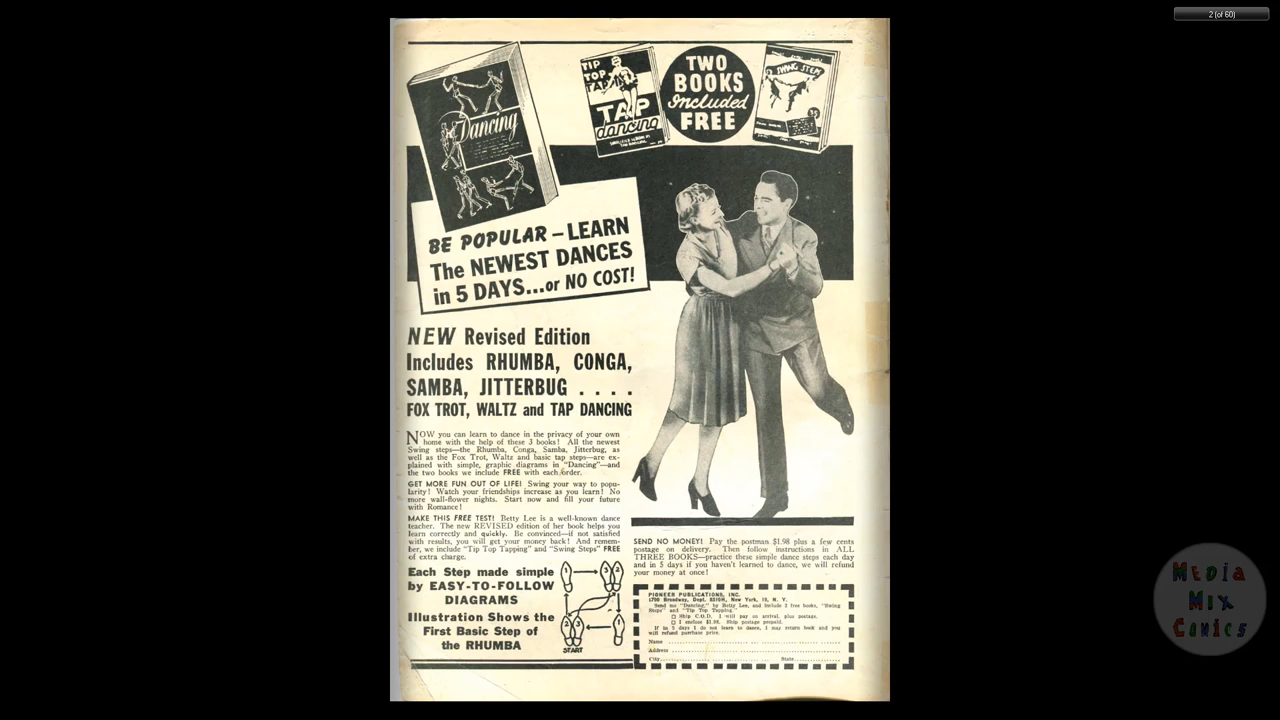 2 (of 60)
Dancing
TIP
TOP
TAP
TAP
dancing
TWO
BOOKS
Included
FREE
SWING STEPS
BE POPULAR – LEARN
The NEWEST DANCES
in 5 DAYS...or NO COST!
NEW Revised Edition
Includes RHUMBA, CONGA,
SAMBA, JITTERBUG . . . .
FOX TROT, WALTZ and TAP DANCING
NOW you can learn to dance in the privacy of your own
home with the help of these 3 books! All the newest
Swing steps—the Rhumba, Conga, Samba, Jitterbug, as
well as the Fox Trot, Waltz and basic tap steps—are ex-
plained with simple, graphic diagrams in "Dancing"—and
the two books we include FREE with each order.
GET MORE FUN OUT OF LIFE! Swing your way to popu-
larity! Watch your friendships increase as you learn! No
more wall-flower nights. Start now and fill your future
with Romance!
MAKE THIS FREE TEST! Betty Lee is a well-known dance
teacher. The new REVISED edition of her book helps you
learn correctly and quickly. Be convinced—if not satisfied
with results, you will get your money back! And remem-
ber, we include "Tip Top Tapping" and "Swing Steps" FREE
of extra charge.
Each Step made simple
by EASY-TO-FOLLOW
DIAGRAMS
Illustration Shows the
First Basic Step of
the RHUMBA
1 3 2
2 3 1
START
SEND NO MONEY! Pay the postman $1.98 plus a few cents
postage on delivery. Then follow instructions in ALL
THREE BOOKS—practice these simple dance steps each day
and in 5 days if you haven't learned to dance, we will refund
your money at once!
PIONEER PUBLICATIONS, INC.
1790 Broadway, Dept. 8210H, New York, 19, N. Y.
Send me "Dancing," by Betty Lee, and include 2 free books, "Swing
Steps" and "Tip Top Tapping."
☐ Ship C.O.D. I will pay on arrival, plus postage.
☐ I enclose $1.98. Ship postage prepaid.
If in 5 days I do not learn to dance, I may return book and you
will refund purchase price.
Name
Address
City State
Media
Mix
Comics